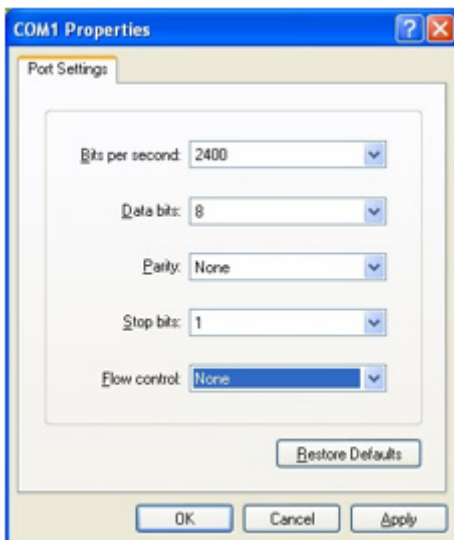 COM1 Properties
Port Settings
Bits per second: 2400
Data bits: 8
Parity: None
Stop bits: 1
Flow control: None
Restore Defaults
OK Cancel Apply